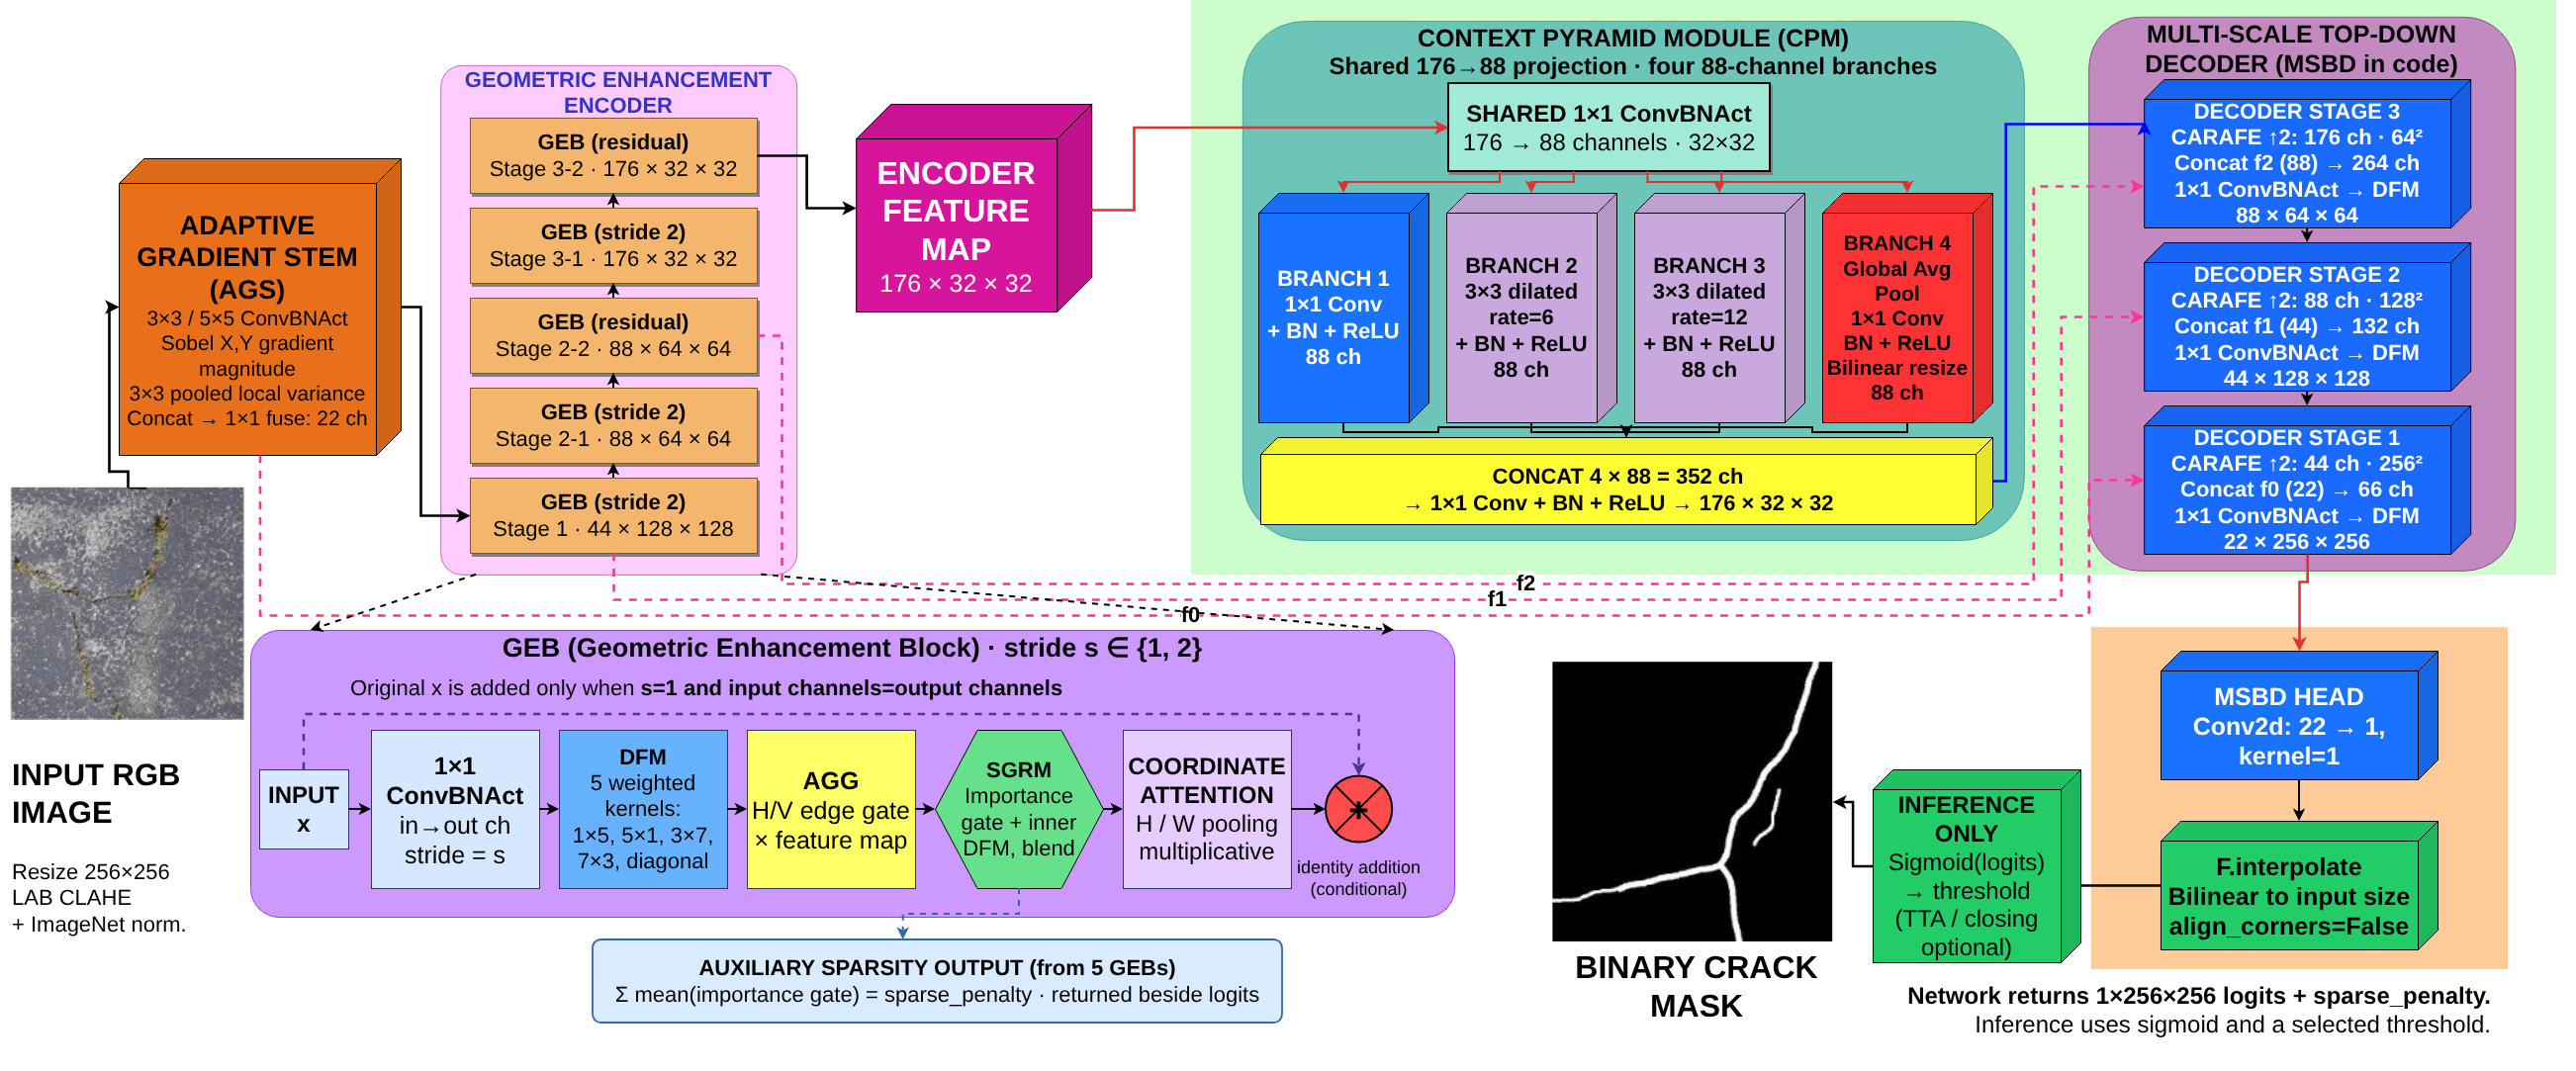 GEOMETRIC ENHANCEMENT
ENCODER
GEB (residual)
Stage 3-2 · 176 × 32 × 32
GEB (stride 2)
Stage 3-1 · 176 × 32 × 32
GEB (residual)
Stage 2-2 · 88 × 64 × 64
GEB (stride 2)
Stage 2-1 · 88 × 64 × 64
GEB (stride 2)
Stage 1 · 44 × 128 × 128
ADAPTIVE
GRADIENT STEM
(AGS)
3×3 / 5×5 ConvBNAct
Sobel X,Y gradient
magnitude
3×3 pooled local variance
Concat → 1×1 fuse: 22 ch
ENCODER
FEATURE
MAP
176 × 32 × 32
CONTEXT PYRAMID MODULE (CPM)
Shared 176→88 projection · four 88-channel branches
SHARED 1×1 ConvBNAct
176 → 88 channels · 32×32
BRANCH 1
1×1 Conv
+ BN + ReLU
88 ch
BRANCH 2
3×3 dilated
rate=6
+ BN + ReLU
88 ch
BRANCH 3
3×3 dilated
rate=12
+ BN + ReLU
88 ch
BRANCH 4
Global Avg
Pool
1×1 Conv
BN + ReLU
Bilinear resize
88 ch
CONCAT 4 × 88 = 352 ch
→ 1×1 Conv + BN + ReLU → 176 × 32 × 32
MULTI-SCALE TOP-DOWN
DECODER (MSBD in code)
DECODER STAGE 3
CARAFE ↑2: 176 ch · 64²
Concat f2 (88) → 264 ch
1×1 ConvBNAct → DFM
88 × 64 × 64
DECODER STAGE 2
CARAFE ↑2: 88 ch · 128²
Concat f1 (44) → 132 ch
1×1 ConvBNAct → DFM
44 × 128 × 128
DECODER STAGE 1
CARAFE ↑2: 44 ch · 256²
Concat f0 (22) → 66 ch
1×1 ConvBNAct → DFM
22 × 256 × 256
f2
f1
f0
INPUT RGB
IMAGE
Resize 256×256
LAB CLAHE
+ ImageNet norm.
GEB (Geometric Enhancement Block) · stride s ∈ {1, 2}
Original x is added only when s=1 and input channels=output channels
INPUT
x
1×1
ConvBNAct
in→out ch
stride = s
DFM
5 weighted
kernels:
1×5, 5×1, 3×7,
7×3, diagonal
AGG
H/V edge gate
× feature map
SGRM
Importance
gate + inner
DFM, blend
COORDINATE
ATTENTION
H / W pooling
multiplicative
+
identity addition
(conditional)
AUXILIARY SPARSITY OUTPUT (from 5 GEBs)
Σ mean(importance gate) = sparse_penalty · returned beside logits
BINARY CRACK
MASK
INFERENCE
ONLY
Sigmoid(logits)
→ threshold
(TTA / closing
optional)
MSBD HEAD
Conv2d: 22 → 1,
kernel=1
F.interpolate
Bilinear to input size
align_corners=False
Network returns 1×256×256 logits + sparse_penalty.
Inference uses sigmoid and a selected threshold.